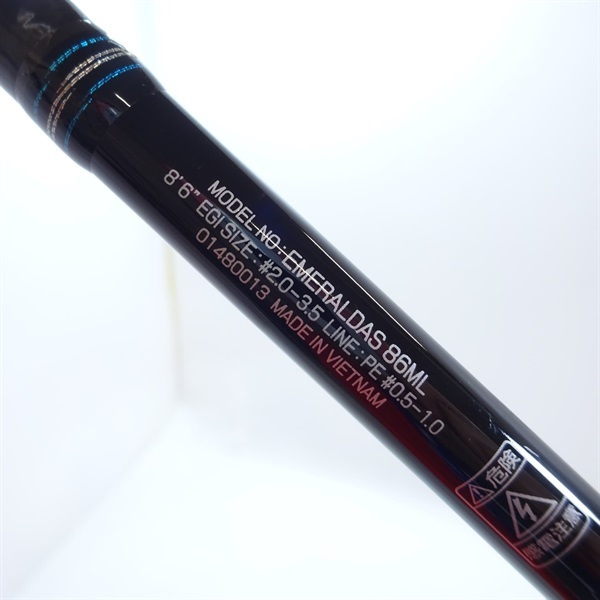 MODEL NO.: EMERALDAS 86ML
8'6" EGI SIZE: #2.0-3.5 LINE: PE #0.5-1.0
01480013 MADE IN VIETNAM
危険
感電注意